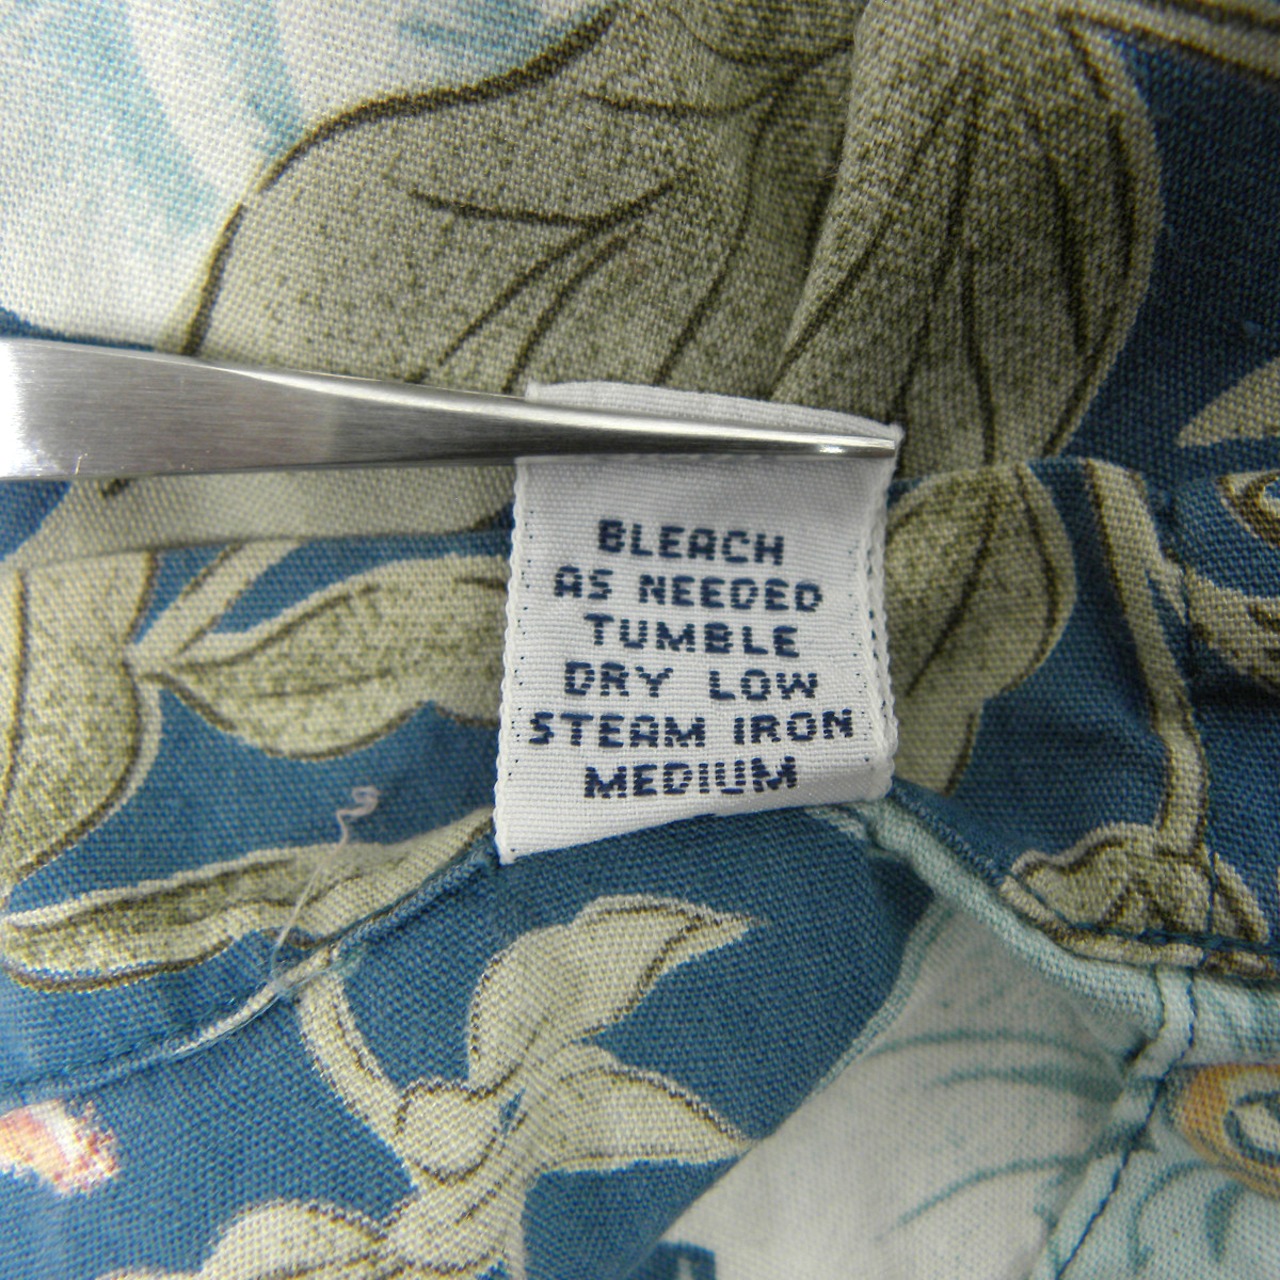 BLEACH
AS NEEDED
TUMBLE
DRY LOW
STEAM IRON
MEDIUM